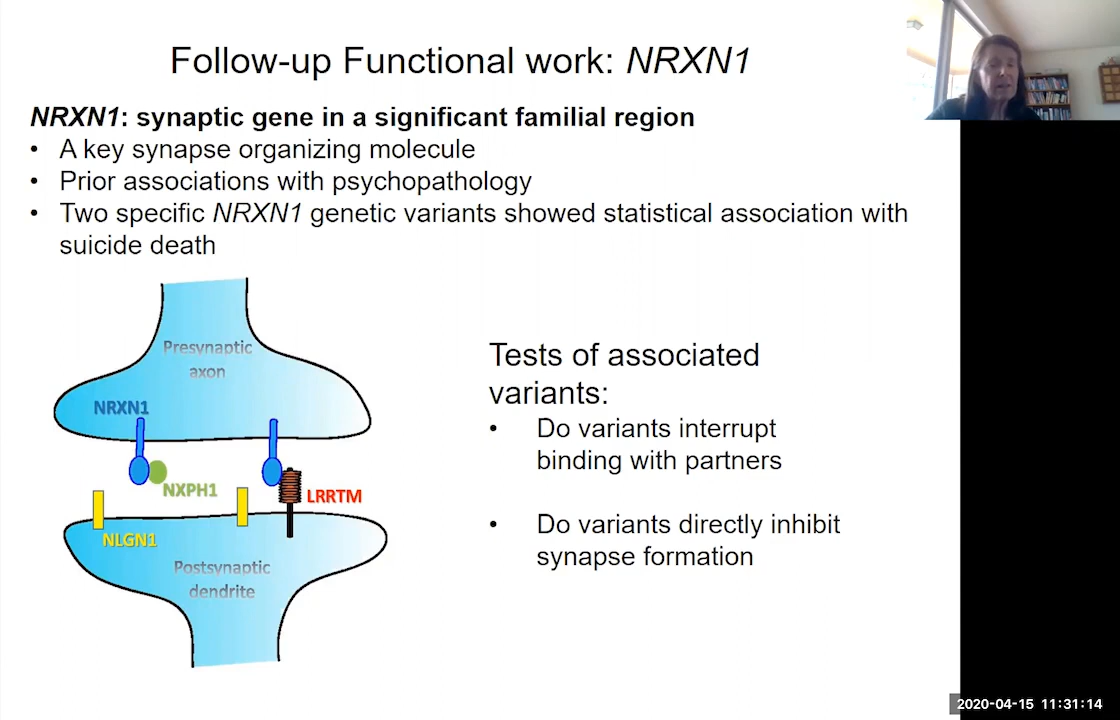 Follow-up Functional work: NRXN1
NRXN1: synaptic gene in a significant familial region
• A key synapse organizing molecule
• Prior associations with psychopathology
• Two specific NRXN1 genetic variants showed statistical association with
suicide death
Presynaptic
axon
NRXN1
NXPH1
LRRTM
NLGN1
Postsynaptic
dendrite
Tests of associated
variants:
• Do variants interrupt
binding with partners
• Do variants directly inhibit
synapse formation
2020-04-15 11:31:14